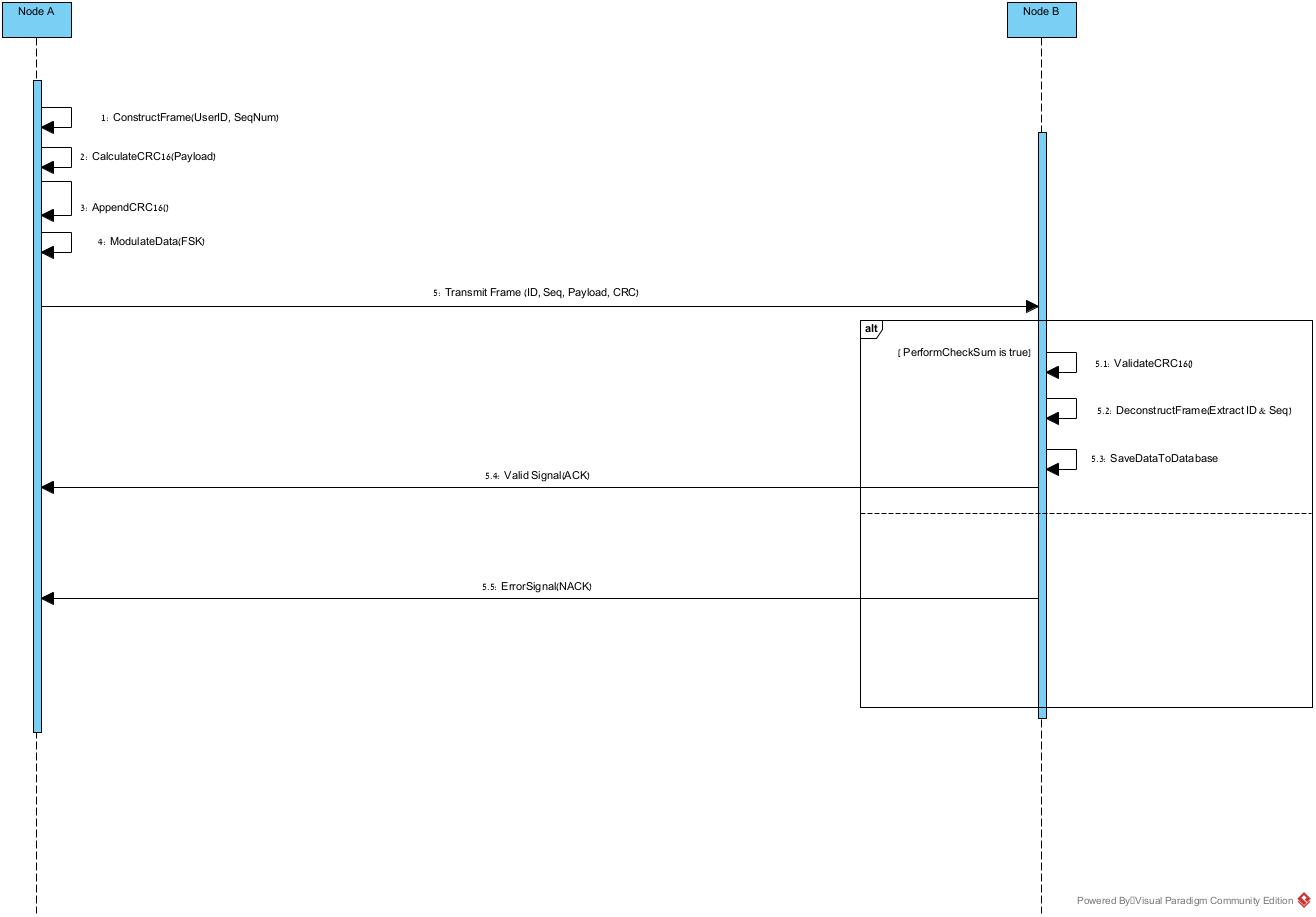 Node A
Node B
1: ConstructFrame(UserID, SeqNum)
2: CalculateCRC16(Payload)
3: AppendCRC16()
4: ModulateData(FSK)
5: Transmit Frame (ID, Seq, Payload, CRC)
alt
[ PerformCheckSum is true]
5.1: ValidateCRC16()
5.2: DeconstructFrame(Extract ID & Seq)
5.3: SaveDataToDatabase
5.4: Valid Signal(ACK)
5.5: ErrorSignal(NACK)
Powered By Visual Paradigm Community Edition